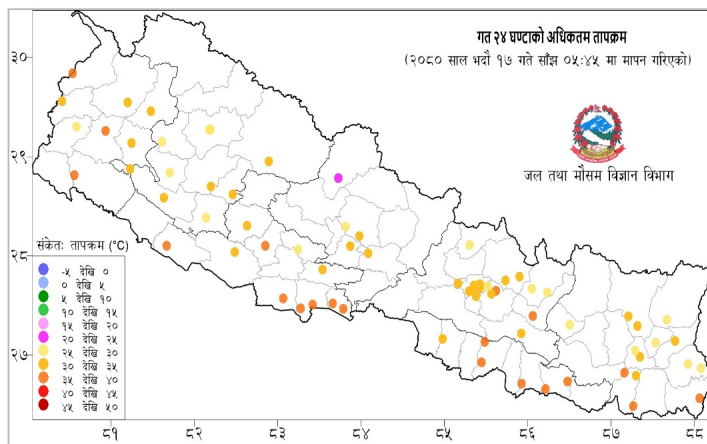 गत २४ घण्टाको अधिकतम तापक्रम
(२०८० साल भदौ १७ गते साँझ ०५:४५ मा मापन गरिएको)
जल तथा मौसम विज्ञान विभाग
३०
२९
२८
२७
संकेतः तापक्रम (°C)
-५ देखि ०
० देखि ५
५ देखि १०
१० देखि १५
१५ देखि २०
२० देखि २५
२५ देखि ३०
३० देखि ३५
३५ देखि ४०
४० देखि ४५
४५ देखि ५०
८१ ८२ ८३ ८४ ८५ ८६ ८७ ८८